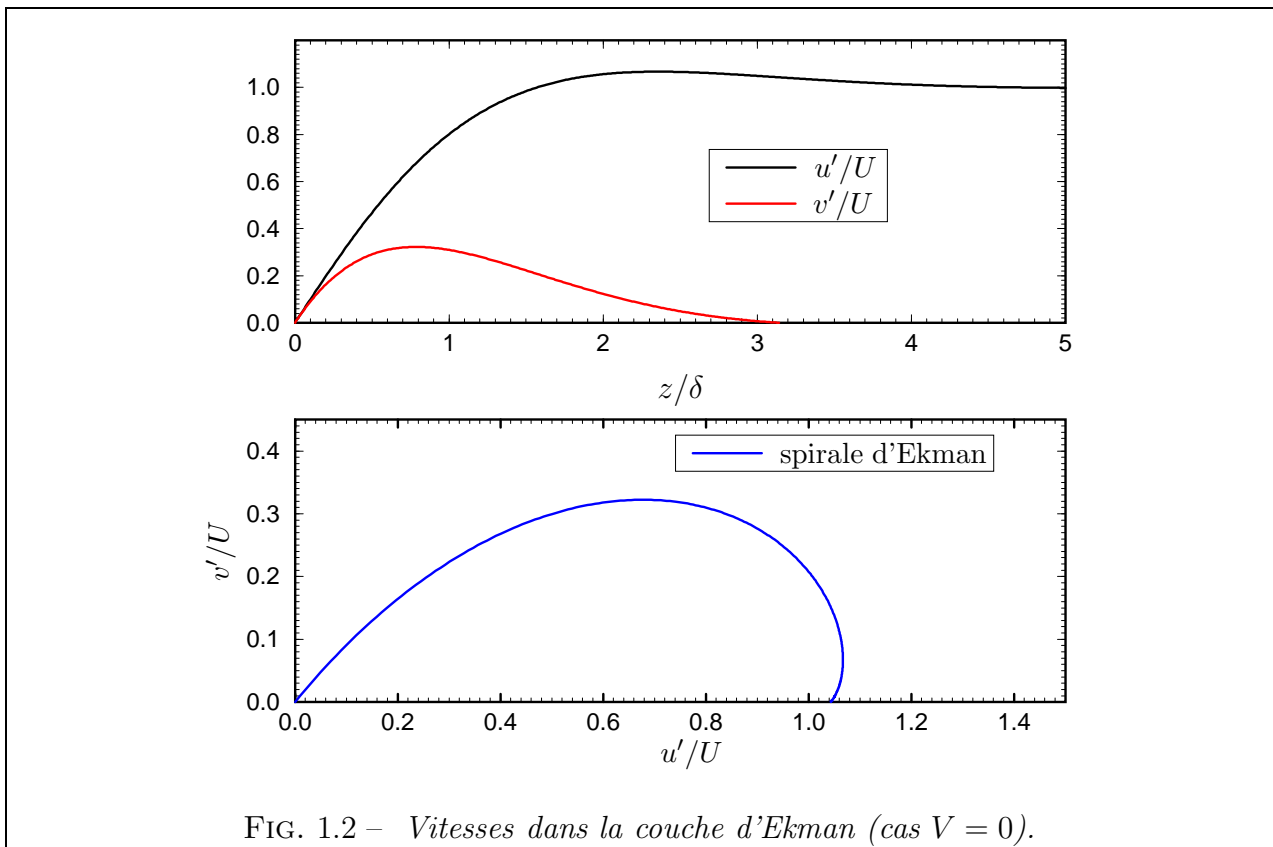 1.0
0.8
0.6
0.4
0.2
0.0
u′/U
v′/U
0 1 2 3 4 5
z/δ
0.4
0.3
0.2
0.1
0.0
v′/U
spirale d'Ekman
0.0 0.2 0.4 0.6 0.8 1.0 1.2 1.4
u′/U
FIG. 1.2 – Vitesses dans la couche d'Ekman (cas V = 0).